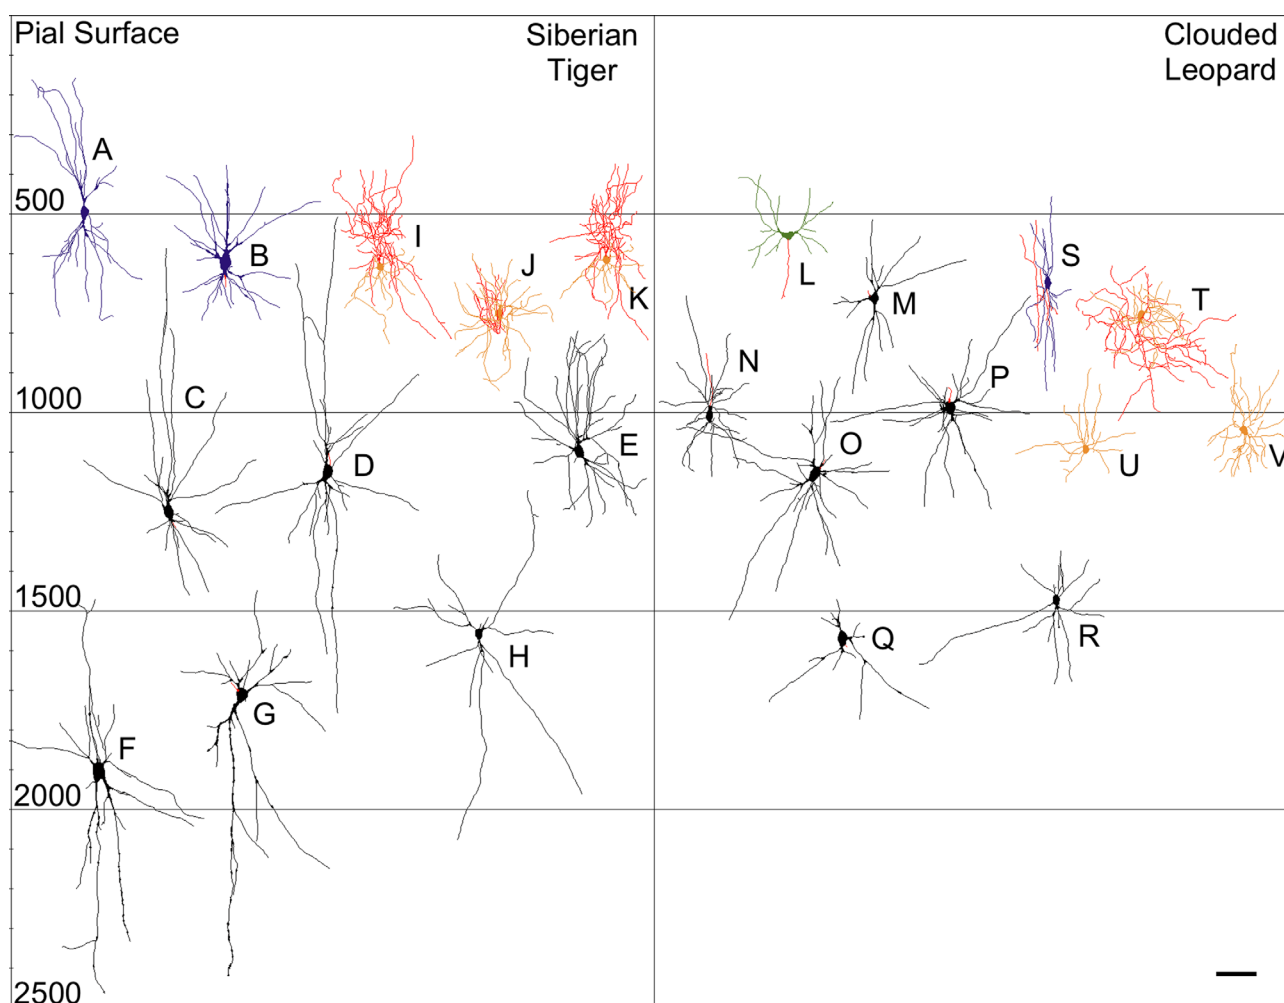 Pial Surface
Siberian
Tiger
Clouded
Leopard
A
B
I
J
K
L
M
S
T
500
C
D
E
N
O
P
U
V
1000
H
Q
R
1500
F
G
2000
2500